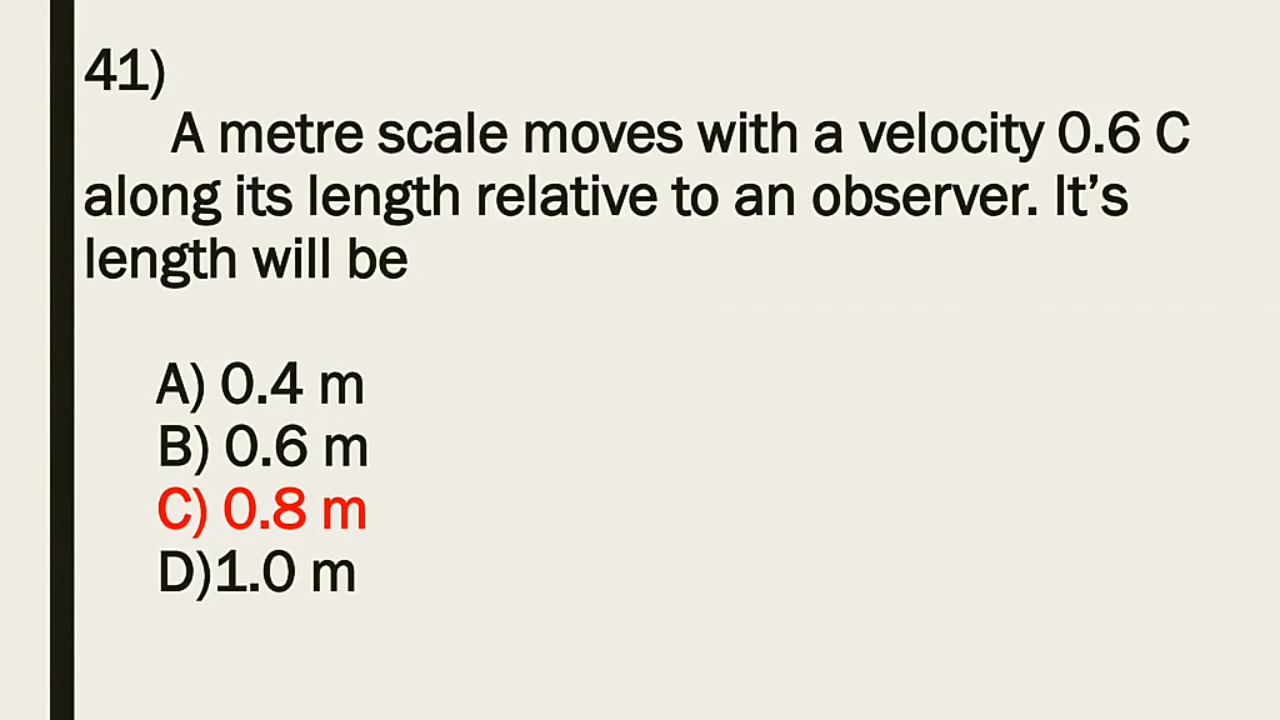 41)
A metre scale moves with a velocity 0.6 C
along its length relative to an observer. It’s
length will be
A) 0.4 m
B) 0.6 m
C) 0.8 m
D)1.0 m